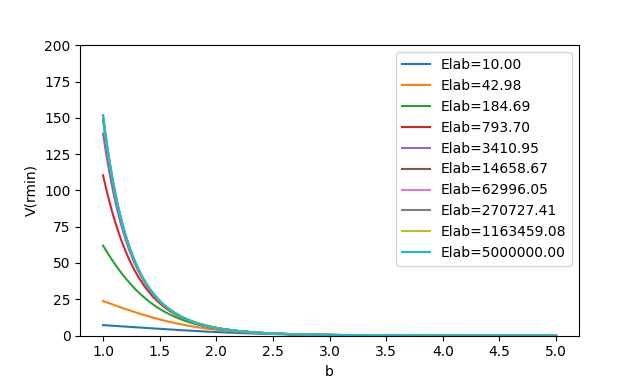 200
175
150
125
100
75
50
25
0
V(rmin)
1.0 1.5 2.0 2.5 3.0 3.5 4.0 4.5 5.0
b
Elab=10.00
Elab=42.98
Elab=184.69
Elab=793.70
Elab=3410.95
Elab=14658.67
Elab=62996.05
Elab=270727.41
Elab=1163459.08
Elab=5000000.00